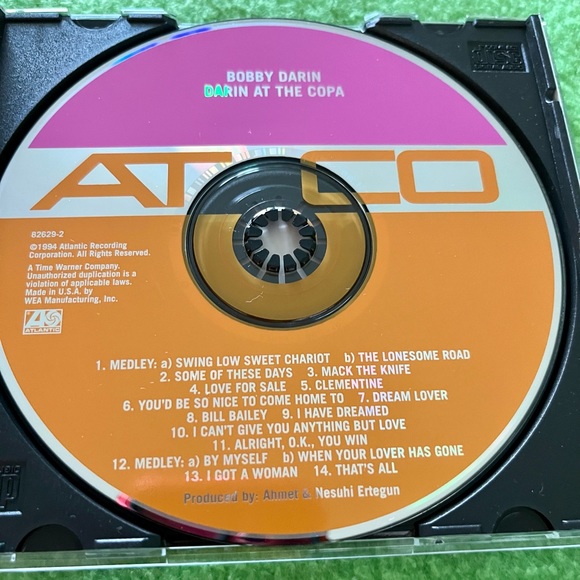 BOBBY DARIN
DARIN AT THE COPA
ATCO
82629-2
©1994 Atlantic Recording
Corporation. All Rights Reserved.
A Time Warner Company.
Unauthorized duplication is a
violation of applicable laws.
Made in U.S.A. by
WEA Manufacturing, Inc.
ATLANTIC
1. MEDLEY: a) SWING LOW SWEET CHARIOT b) THE LONESOME ROAD
2. SOME OF THESE DAYS 3. MACK THE KNIFE
4. LOVE FOR SALE 5. CLEMENTINE
6. YOU'D BE SO NICE TO COME HOME TO 7. DREAM LOVER
8. BILL BAILEY 9. I HAVE DREAMED
10. I CAN'T GIVE YOU ANYTHING BUT LOVE
11. ALRIGHT, O.K., YOU WIN
12. MEDLEY: a) BY MYSELF b) WHEN YOUR LOVER HAS GONE
13. I GOT A WOMAN 14. THAT'S ALL
Produced by: Ahmet & Nesuhi Ertegun